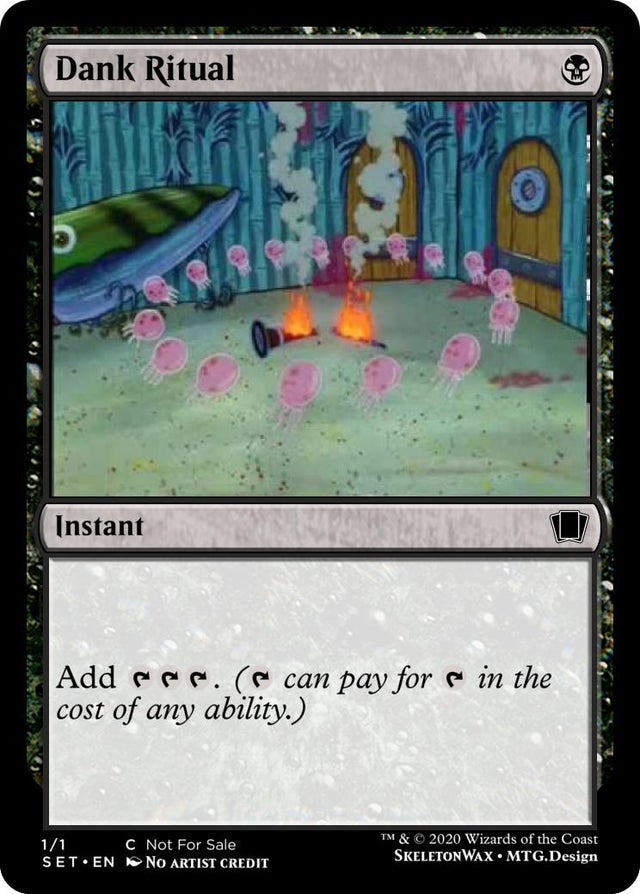 Dank Ritual
Instant
Add . ( can pay for in the
cost of any ability.)
1/1 C Not For Sale
SET • EN No artist credit
™ & © 2020 Wizards of the Coast
SkeletonWax • MTG.Design